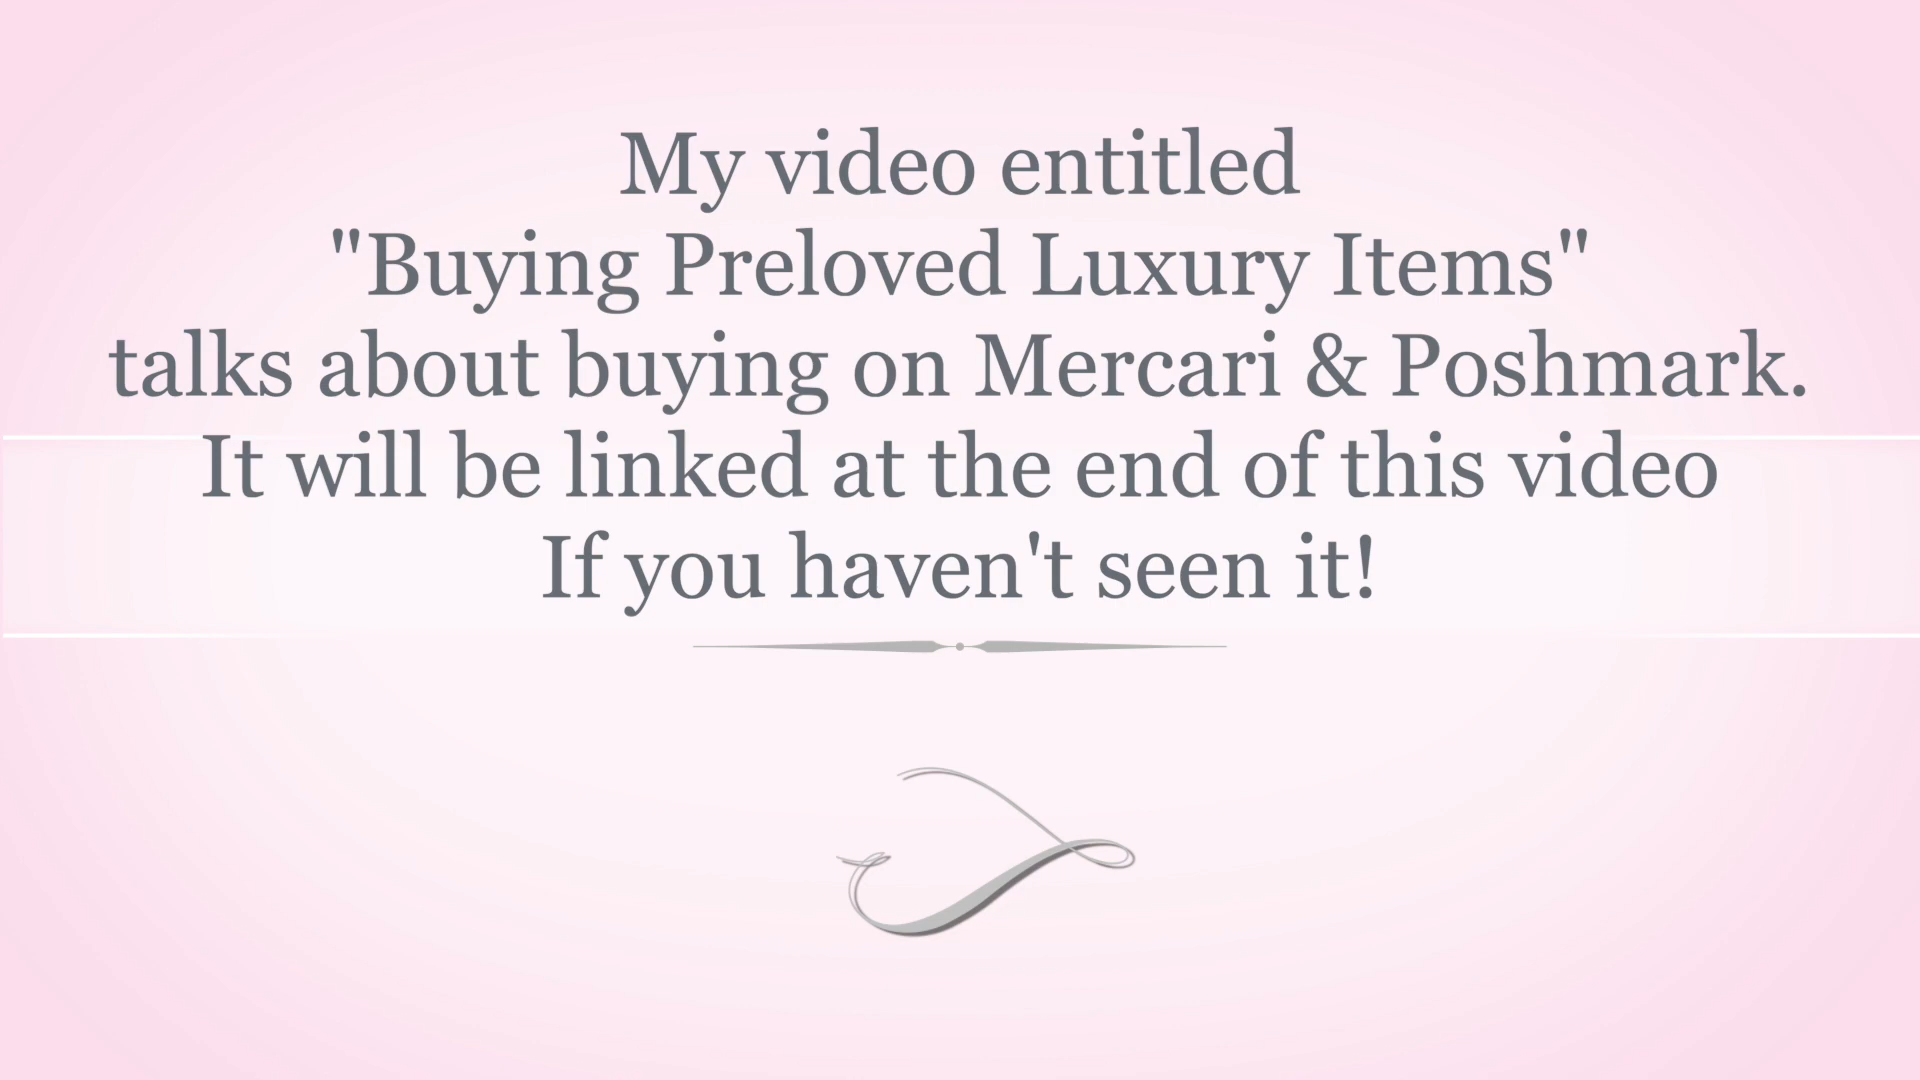 My video entitled
"Buying Preloved Luxury Items"
talks about buying on Mercari & Poshmark.
It will be linked at the end of this video
If you haven't seen it!